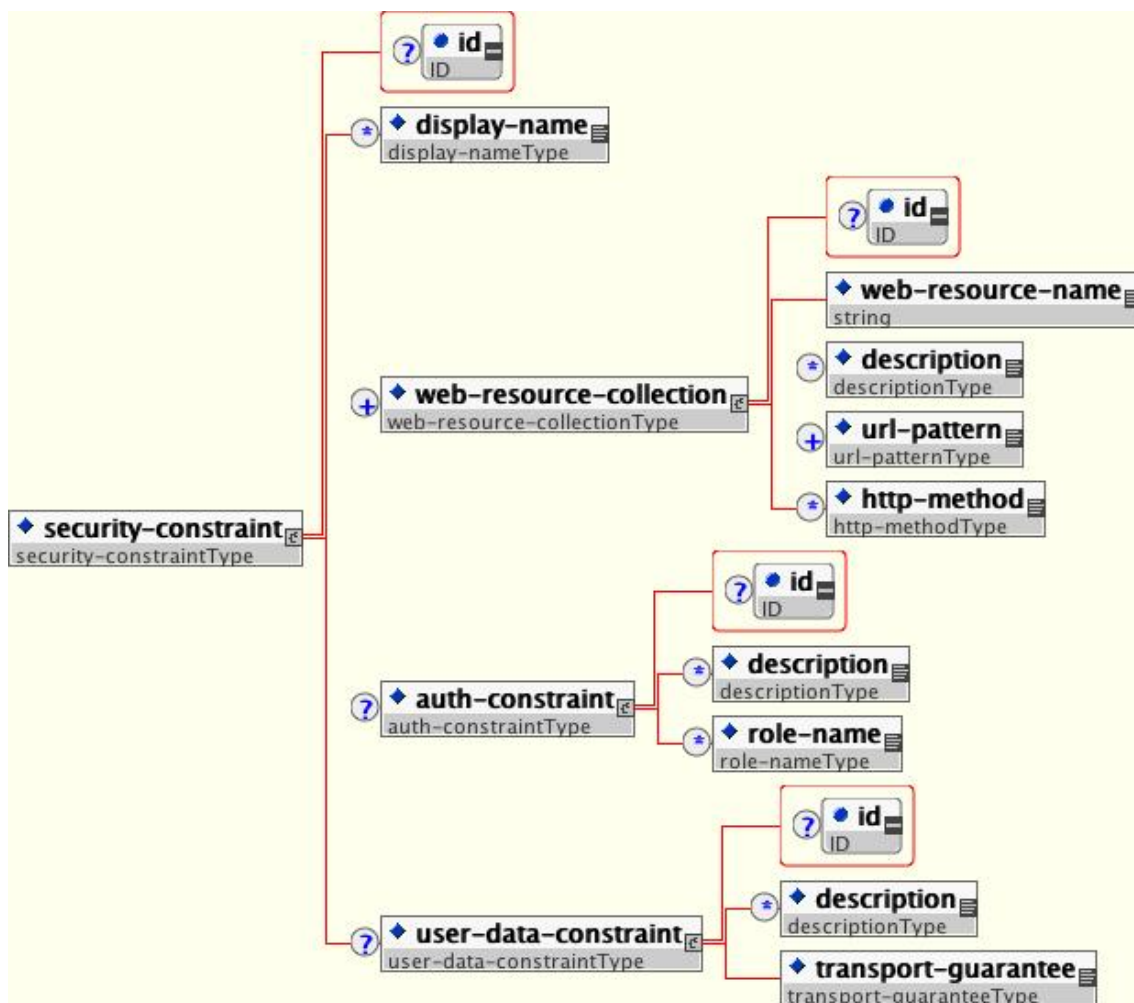 ? id
ID
* display-name
display-nameType
? id
ID
web-resource-name
string
* description
descriptionType
+ web-resource-collection
web-resource-collectionType
+ url-pattern
url-patternType
* http-method
http-methodType
security-constraint
security-constraintType
? id
ID
* description
descriptionType
? auth-constraint
auth-constraintType
* role-name
role-nameType
? id
ID
* description
descriptionType
? user-data-constraint
user-data-constraintType
transport-guarantee
transport-guaranteeType